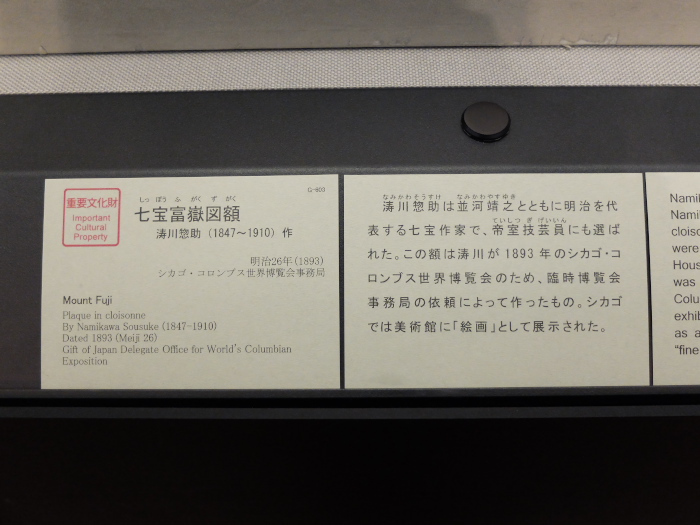 重要文化財
Important
Cultural
Property
G-603
しっ ぽう ふ がく ず がく
七宝富嶽図額
涛川惣助 (1847～1910) 作
明治26年(1893)
シカゴ・コロンブス世界博覧会事務局
Mount Fuji
Plaque in cloisonne
By Namikawa Sousuke (1847-1910)
Dated 1893 (Meiji 26)
Gift of Japan Delegate Office for World's Columbian
Exposition
なみかわそうすけ なみかわやすゆき
涛川惣助は並河靖之とともに明治を代
表する七宝作家で、帝室技芸員にも選ば
ていしつ ぎ げいいん
れた。この額は涛川が1893年のシカゴ・コ
ロンブス世界博覧会のため、臨時博覧会
事務局の依頼によって作ったもの。シカゴ
では美術館に「絵画」として展示された。
Nami
cloiso
were
Hous
was
Colu
exhib
as a
"fine